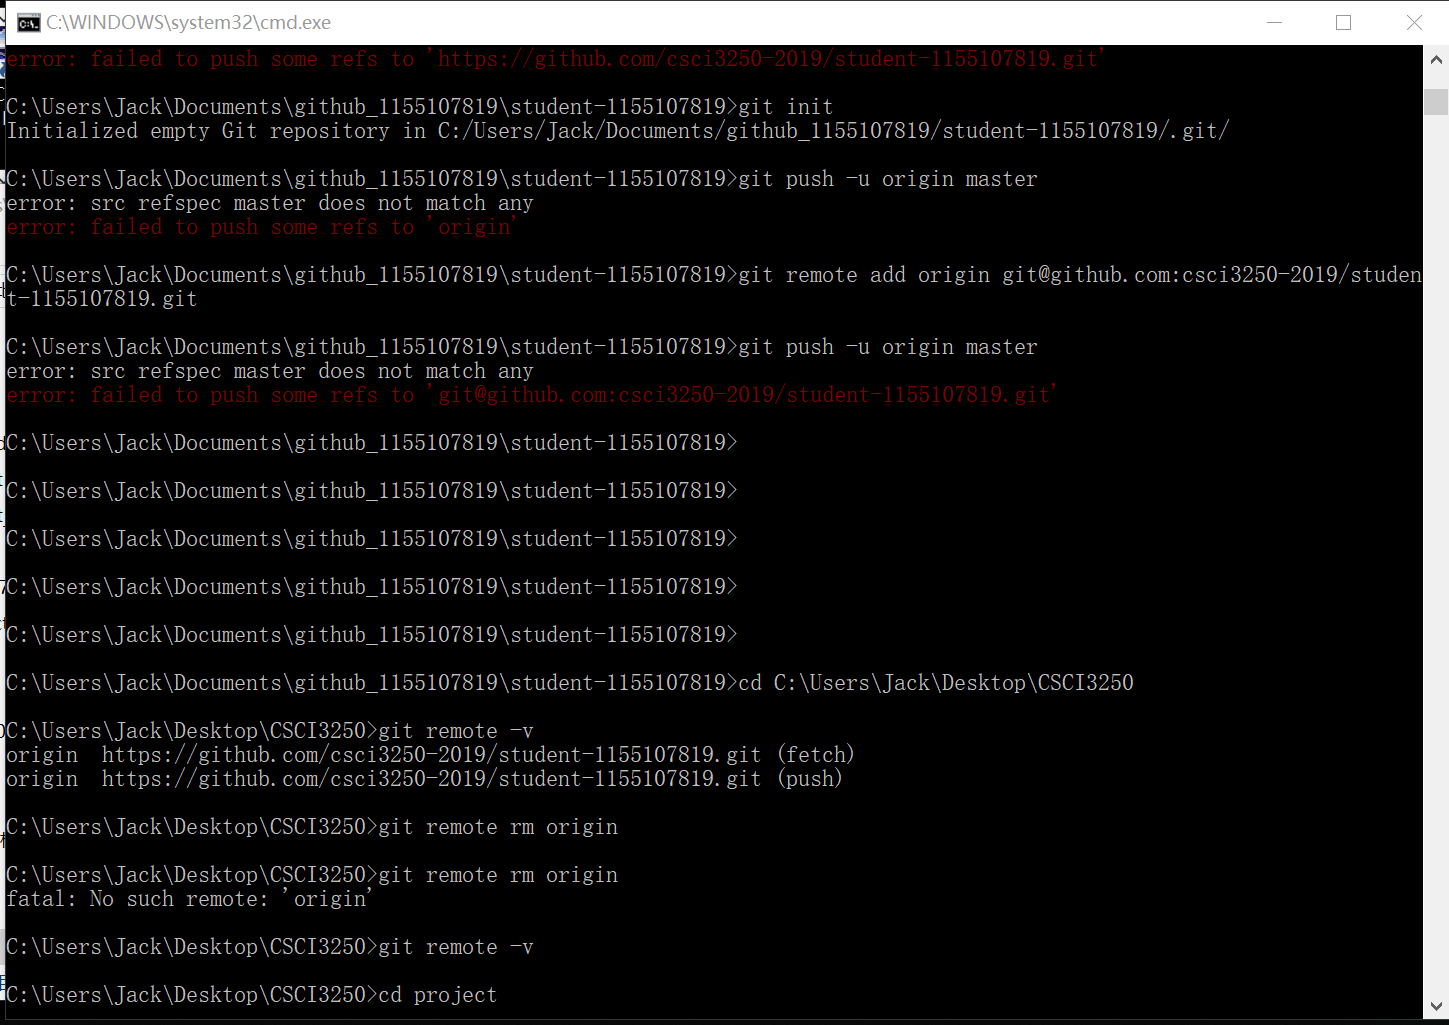 C:\WINDOWS\system32\cmd.exe
error: failed to push some refs to 'https://github.com/csci3250-2019/student-1155107819.git'
C:\Users\Jack\Documents\github_1155107819\student-1155107819>git init
Initialized empty Git repository in C:/Users/Jack/Documents/github_1155107819/student-1155107819/.git/
C:\Users\Jack\Documents\github_1155107819\student-1155107819>git push -u origin master
error: src refspec master does not match any
error: failed to push some refs to 'origin'
C:\Users\Jack\Documents\github_1155107819\student-1155107819>git remote add origin git@github.com:csci3250-2019/studen
t-1155107819.git
C:\Users\Jack\Documents\github_1155107819\student-1155107819>git push -u origin master
error: src refspec master does not match any
error: failed to push some refs to 'git@github.com:csci3250-2019/student-1155107819.git'
C:\Users\Jack\Documents\github_1155107819\student-1155107819>
C:\Users\Jack\Documents\github_1155107819\student-1155107819>
C:\Users\Jack\Documents\github_1155107819\student-1155107819>
C:\Users\Jack\Documents\github_1155107819\student-1155107819>
C:\Users\Jack\Documents\github_1155107819\student-1155107819>
C:\Users\Jack\Documents\github_1155107819\student-1155107819>cd C:\Users\Jack\Desktop\CSCI3250
C:\Users\Jack\Desktop\CSCI3250>git remote -v
origin  https://github.com/csci3250-2019/student-1155107819.git (fetch)
origin  https://github.com/csci3250-2019/student-1155107819.git (push)
C:\Users\Jack\Desktop\CSCI3250>git remote rm origin
C:\Users\Jack\Desktop\CSCI3250>git remote rm origin
fatal: No such remote: 'origin'
C:\Users\Jack\Desktop\CSCI3250>git remote -v
C:\Users\Jack\Desktop\CSCI3250>cd project